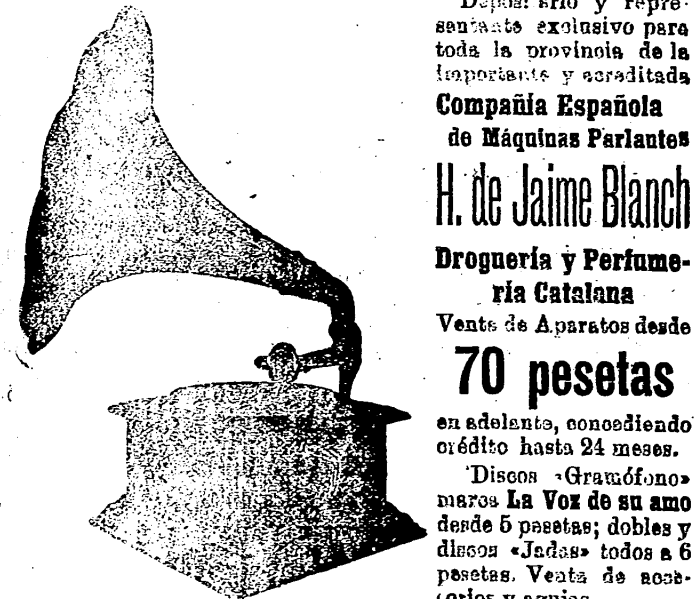 Depositario y repre-
sentante exclusivo para
toda la provincia de la
importante y acreditada
Compañía Española
de Máquinas Parlantes
H. de Jaime Blanch
Droguería y Perfume-
ría Catalana
Venta de Aparatos desde
70 pesetas
en adelante, concediendo
crédito hasta 24 meses.
Discos «Gramófono»
marca La Voz de su amo
desde 5 pesetas; dobles y
discos «Jadas» todos a 6
pesetas. Venta de acce-
sorios y agujas